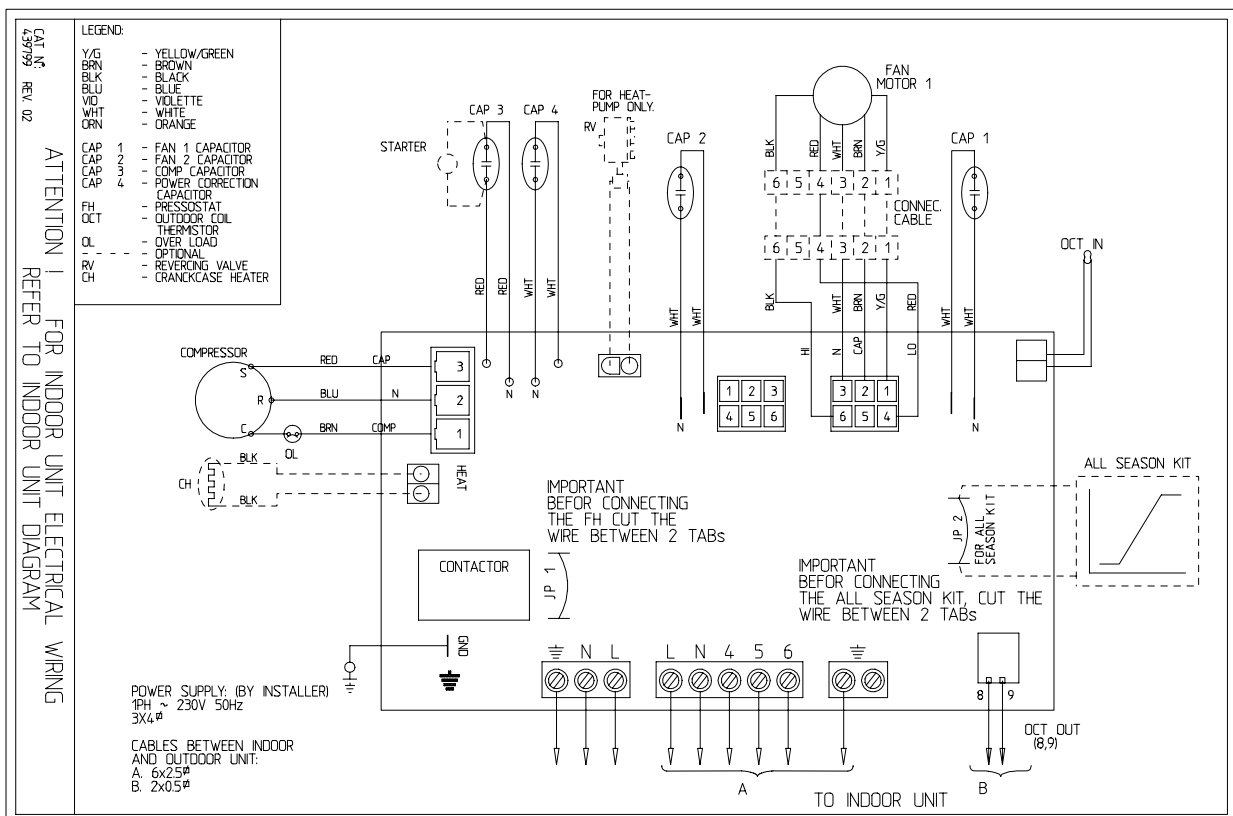 CAT Nº 439799 REV. 02
ATTENTION ! FOR INDOOR UNIT ELECTRICAL WIRING
REFER TO INDOOR UNIT DIAGRAM
LEGEND:
Y/G - YELLOW/GREEN
BRN - BROWN
BLK - BLACK
BLU - BLUE
VIO - VIOLETTE
WHT - WHITE
ORN - ORANGE
CAP 1 - FAN 1 CAPACITOR
CAP 2 - FAN 2 CAPACITOR
CAP 3 - COMP CAPACITOR
CAP 4 - POWER CORRECTION
CAPACITOR
FH - PRESSOSTAT
OCT - OUTDOOR COIL
THERMISTOR
OL - OVER LOAD
- - - - - OPTIONAL
RV - REVERCING VALVE
CH - CRANCKCASE HEATER
STARTER
CAP 3
CAP 4
FOR HEAT-
PUMP ONLY.
RV
CAP 2
FAN
MOTOR 1
CAP 1
BLK RED WHT BRN Y/G
6 5 4 3 2 1
CONNEC.
CABLE
6 5 4 3 2 1
OCT IN
RED RED WHT WHT
WHT WHT
BLK WHT BRN Y/G RED
WHT WHT
HI N CAP LO
COMPRESSOR
S RED CAP 3
R BLU N 2
C BRN COMP 1
OL
N N
N
1 2 3
4 5 6
3 2 1
6 5 4
N
CH
BLK
BLK
HEAT
IMPORTANT
BEFOR CONNECTING
THE FH CUT THE
WIRE BETWEEN 2 TABs
ALL SEASON KIT
JP 2
FOR ALL
SEASON KIT
CONTACTOR
JP 1
IMPORTANT
BEFOR CONNECTING
THE ALL SEASON KIT, CUT THE
WIRE BETWEEN 2 TABs
GND
N L
L N 4 5 6
8 9
OCT OUT
(8,9)
POWER SUPPLY: (BY INSTALLER)
1PH ~ 230V 50Hz
3X4⌀
CABLES BETWEEN INDOOR
AND OUTDOOR UNIT:
A. 6x2.5⌀
B. 2x0.5⌀
A
B
TO INDOOR UNIT